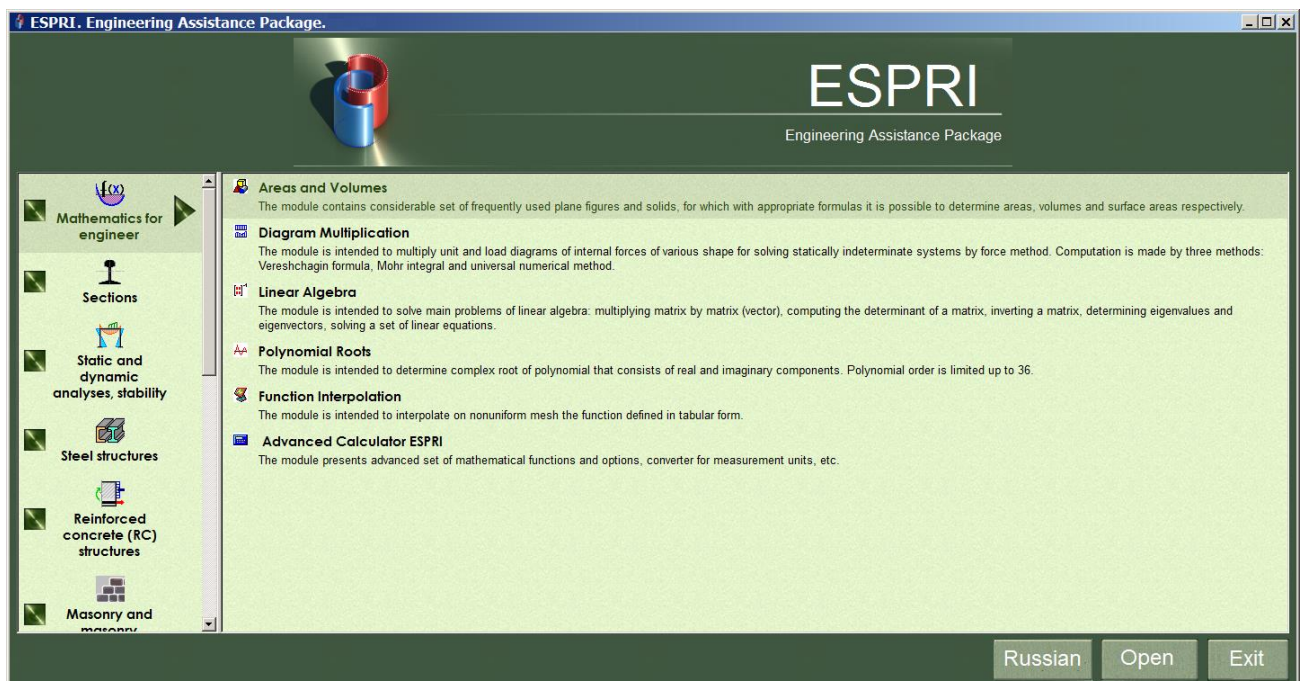 ESPRI. Engineering Assistance Package.
ESPRI
Engineering Assistance Package
f(x)
Mathematics for
engineer
Sections
Static and
dynamic
analyses, stability
Steel structures
Reinforced
concrete (RC)
structures
Masonry and
masonry
Areas and Volumes
The module contains considerable set of frequently used plane figures and solids, for which with appropriate formulas it is possible to determine areas, volumes and surface areas respectively.
Diagram Multiplication
The module is intended to multiply unit and load diagrams of internal forces of various shape for solving statically indeterminate systems by force method. Computation is made by three methods:
Vereshchagin formula, Mohr integral and universal numerical method.
Linear Algebra
The module is intended to solve main problems of linear algebra: multiplying matrix by matrix (vector), computing the determinant of a matrix, inverting a matrix, determining eigenvalues and
eigenvectors, solving a set of linear equations.
Polynomial Roots
The module is intended to determine complex root of polynomial that consists of real and imaginary components. Polynomial order is limited up to 36.
Function Interpolation
The module is intended to interpolate on nonuniform mesh the function defined in tabular form.
Advanced Calculator ESPRI
The module presents advanced set of mathematical functions and options, converter for measurement units, etc.
Russian
Open
Exit